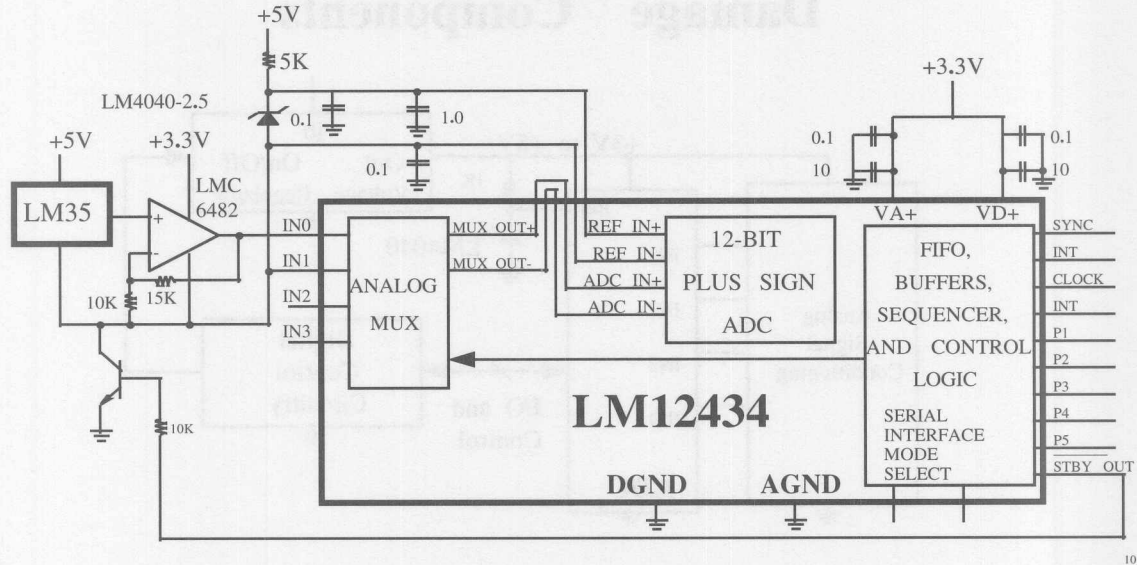 +5V
5K
LM4040-2.5
0.1
1.0
+3.3V
+5V
+3.3V
0.1
0.1
0.1
10
10
LMC
6482
LM35
+
-
15K
10K
10K
IN0
IN1
IN2
IN3
ANALOG
MUX
MUX OUT+
MUX OUT-
REF IN+
REF IN-
ADC IN+
ADC IN-
12-BIT
PLUS SIGN
ADC
VA+
VD+
FIFO,
BUFFERS,
SEQUENCER,
AND CONTROL
LOGIC
SERIAL
INTERFACE
MODE
SELECT
SYNC
INT
CLOCK
INT
P1
P2
P3
P4
P5
STBY OUT
LM12434
DGND
AGND
10